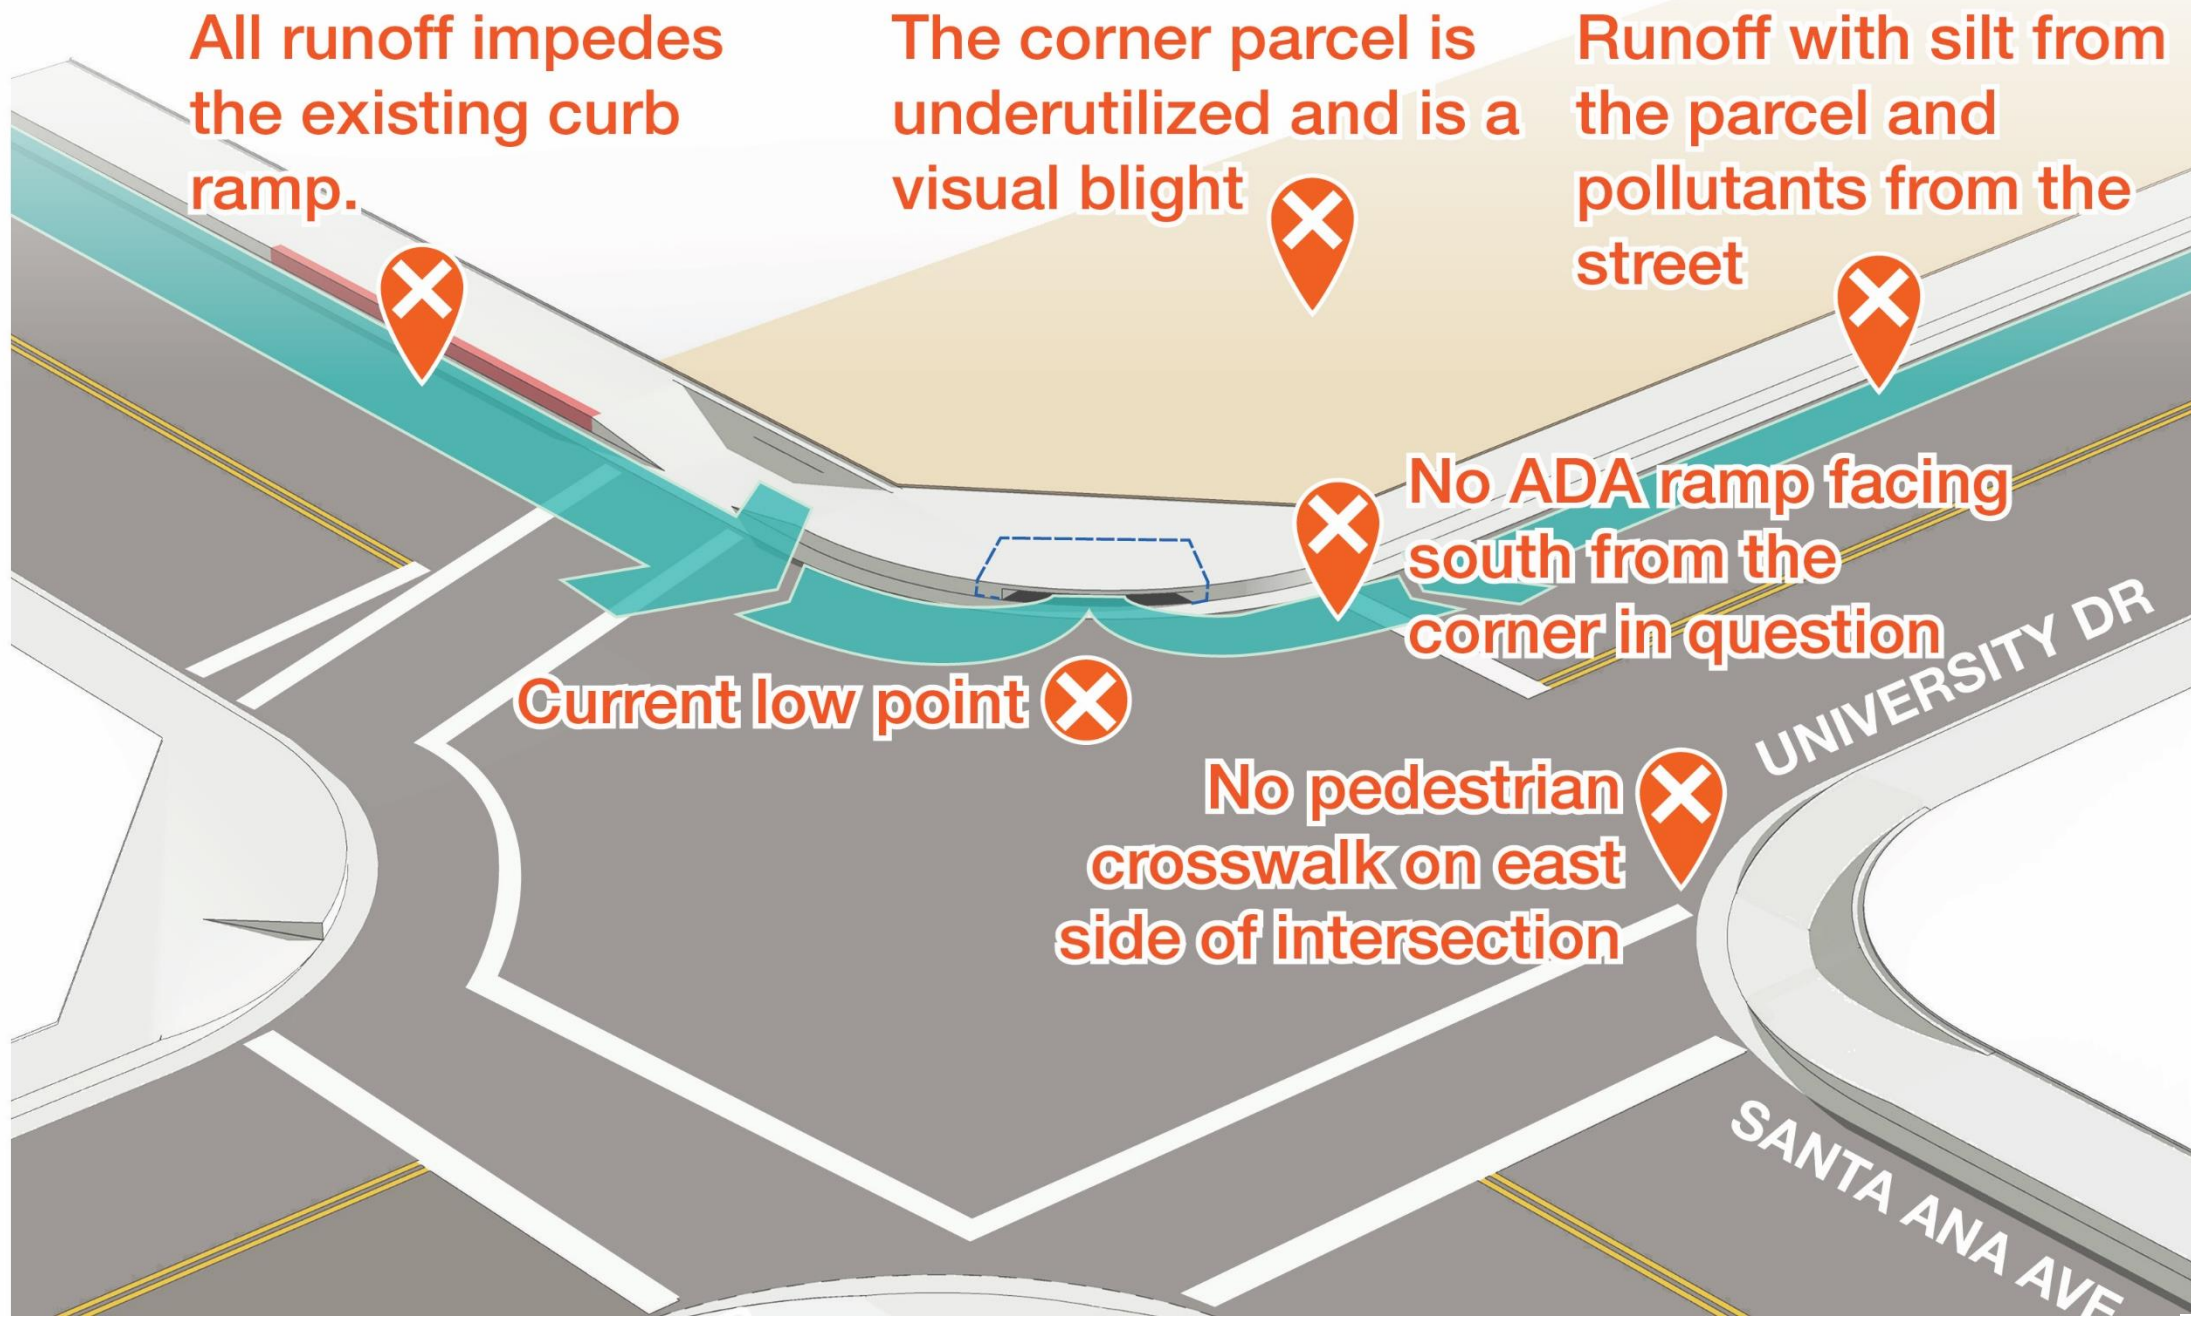 All runoff impedes
the existing curb
ramp.
The corner parcel is
underutilized and is a
visual blight
Runoff with silt from
the parcel and
pollutants from the
street
No ADA ramp facing
south from the
corner in question
Current low point
No pedestrian
crosswalk on east
side of intersection
UNIVERSITY DR
SANTA ANA AVE